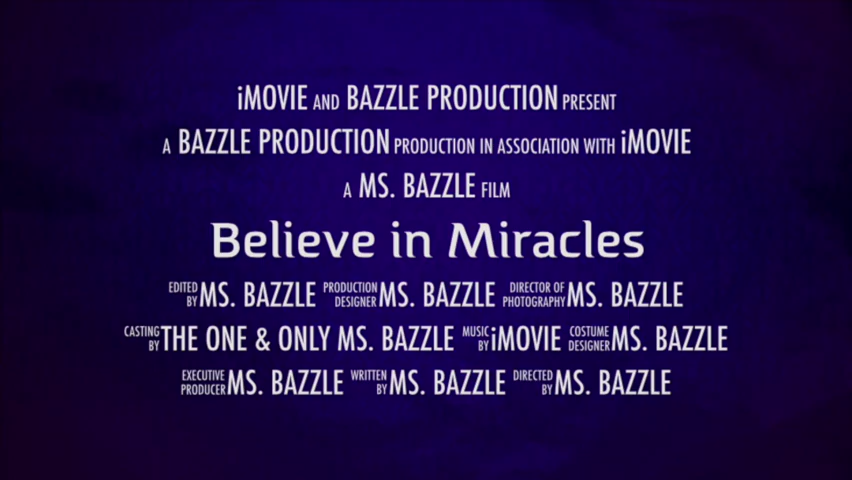 iMOVIE AND BAZZLE PRODUCTION PRESENT
A BAZZLE PRODUCTION PRODUCTION IN ASSOCIATION WITH iMOVIE
A MS. BAZZLE FILM
Believe in Miracles
EDITED BY MS. BAZZLE PRODUCTION DESIGNER MS. BAZZLE DIRECTOR OF PHOTOGRAPHY MS. BAZZLE
CASTING BY THE ONE & ONLY MS. BAZZLE MUSIC BY iMOVIE COSTUME DESIGNER MS. BAZZLE
EXECUTIVE PRODUCER MS. BAZZLE WRITTEN BY MS. BAZZLE DIRECTED BY MS. BAZZLE